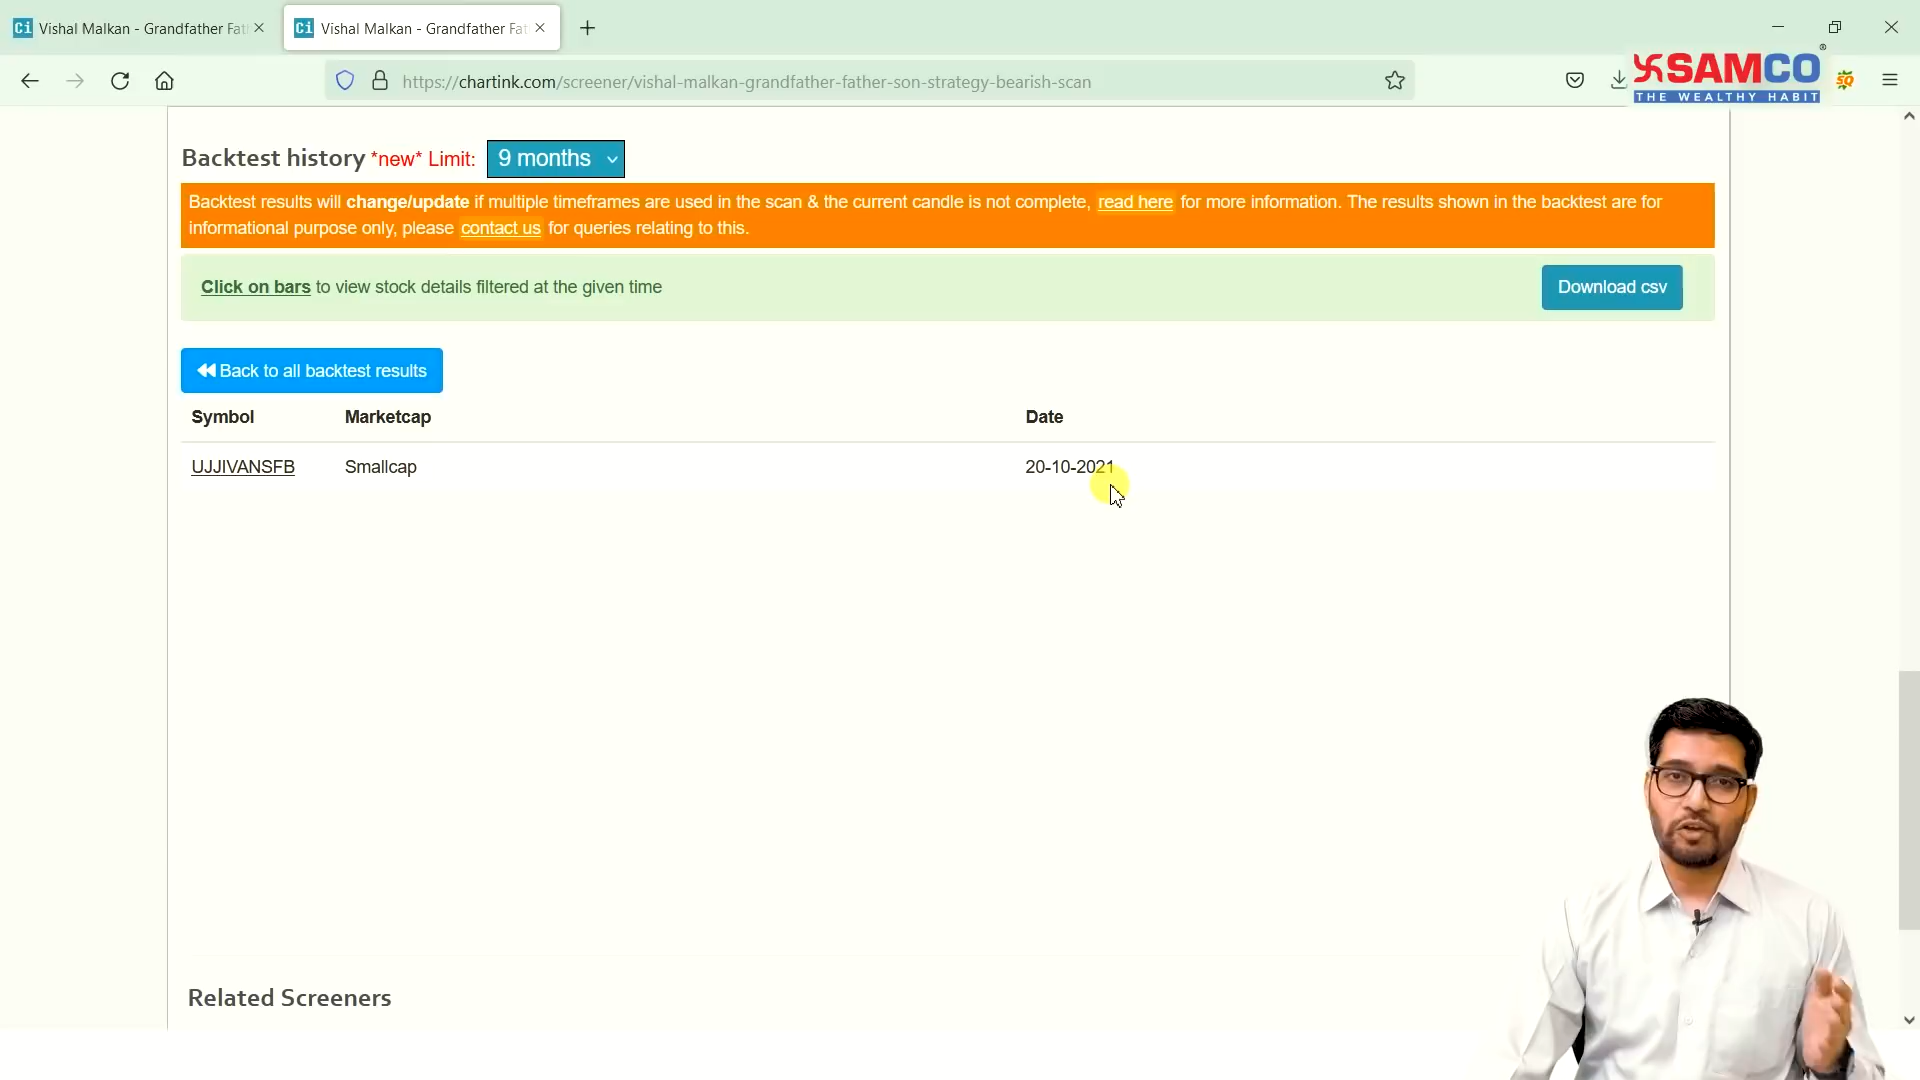 Vishal Malkan - Grandfather Fat
Vishal Malkan - Grandfather Fat
https://chartink.com/screener/vishal-malkan-grandfather-father-son-strategy-bearish-scan
SAMCO®
THE WEALTHY HABIT
Backtest history *new* Limit: 9 months
Backtest results will change/update if multiple timeframes are used in the scan & the current candle is not complete, read here for more information. The results shown in the backtest are for
informational purpose only, please contact us for queries relating to this.
Click on bars to view stock details filtered at the given time
Download csv
Back to all backtest results
Symbol Marketcap Date
UJJIVANSFB Smallcap 20-10-2021
Related Screeners